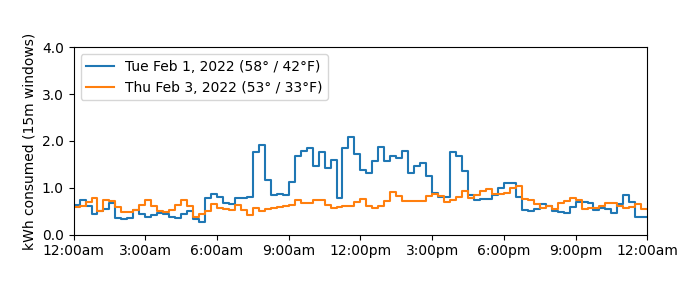 kWh consumed (15m windows)
4.0
3.0
2.0
1.0
0.0
Tue Feb 1, 2022 (58° / 42°F)
Thu Feb 3, 2022 (53° / 33°F)
12:00am 3:00am 6:00am 9:00am 12:00pm 3:00pm 6:00pm 9:00pm 12:00am